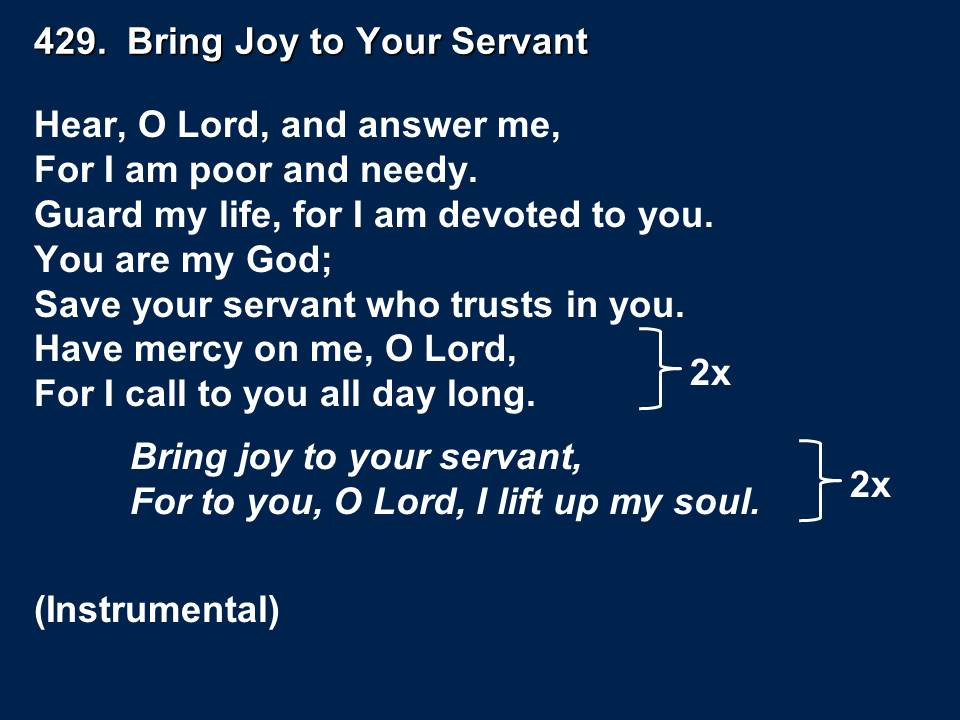 429.  Bring Joy to Your Servant
Hear, O Lord, and answer me,
For I am poor and needy.
Guard my life, for I am devoted to you.
You are my God;
Save your servant who trusts in you.
Have mercy on me, O Lord,
For I call to you all day long.
2x
Bring joy to your servant,
For to you, O Lord, I lift up my soul.
2x
(Instrumental)